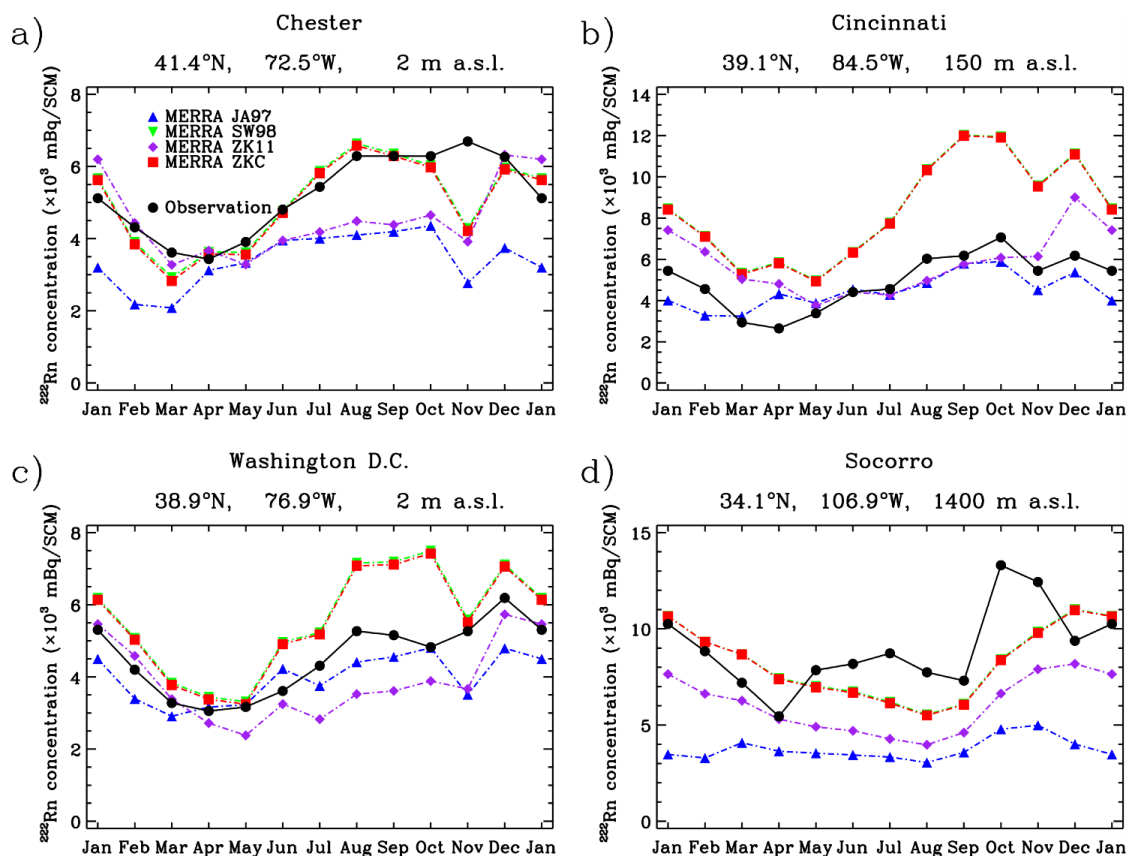 a) Chester
41.4°N, 72.5°W, 2 m a.s.l.
²²²Rn concentration (×10³ mBq/SCM)
8
6
4
2
0
MERRA JA97
MERRA SW98
MERRA ZK11
MERRA ZKC
Observation
Jan Feb Mar Apr May Jun Jul Aug Sep Oct Nov Dec Jan
b) Cincinnati
39.1°N, 84.5°W, 150 m a.s.l.
²²²Rn concentration (×10³ mBq/SCM)
14
12
10
8
6
4
2
0
Jan Feb Mar Apr May Jun Jul Aug Sep Oct Nov Dec Jan
c) Washington D.C.
38.9°N, 76.9°W, 2 m a.s.l.
²²²Rn concentration (×10³ mBq/SCM)
8
6
4
2
0
Jan Feb Mar Apr May Jun Jul Aug Sep Oct Nov Dec Jan
d) Socorro
34.1°N, 106.9°W, 1400 m a.s.l.
²²²Rn concentration (×10³ mBq/SCM)
15
10
5
0
Jan Feb Mar Apr May Jun Jul Aug Sep Oct Nov Dec Jan